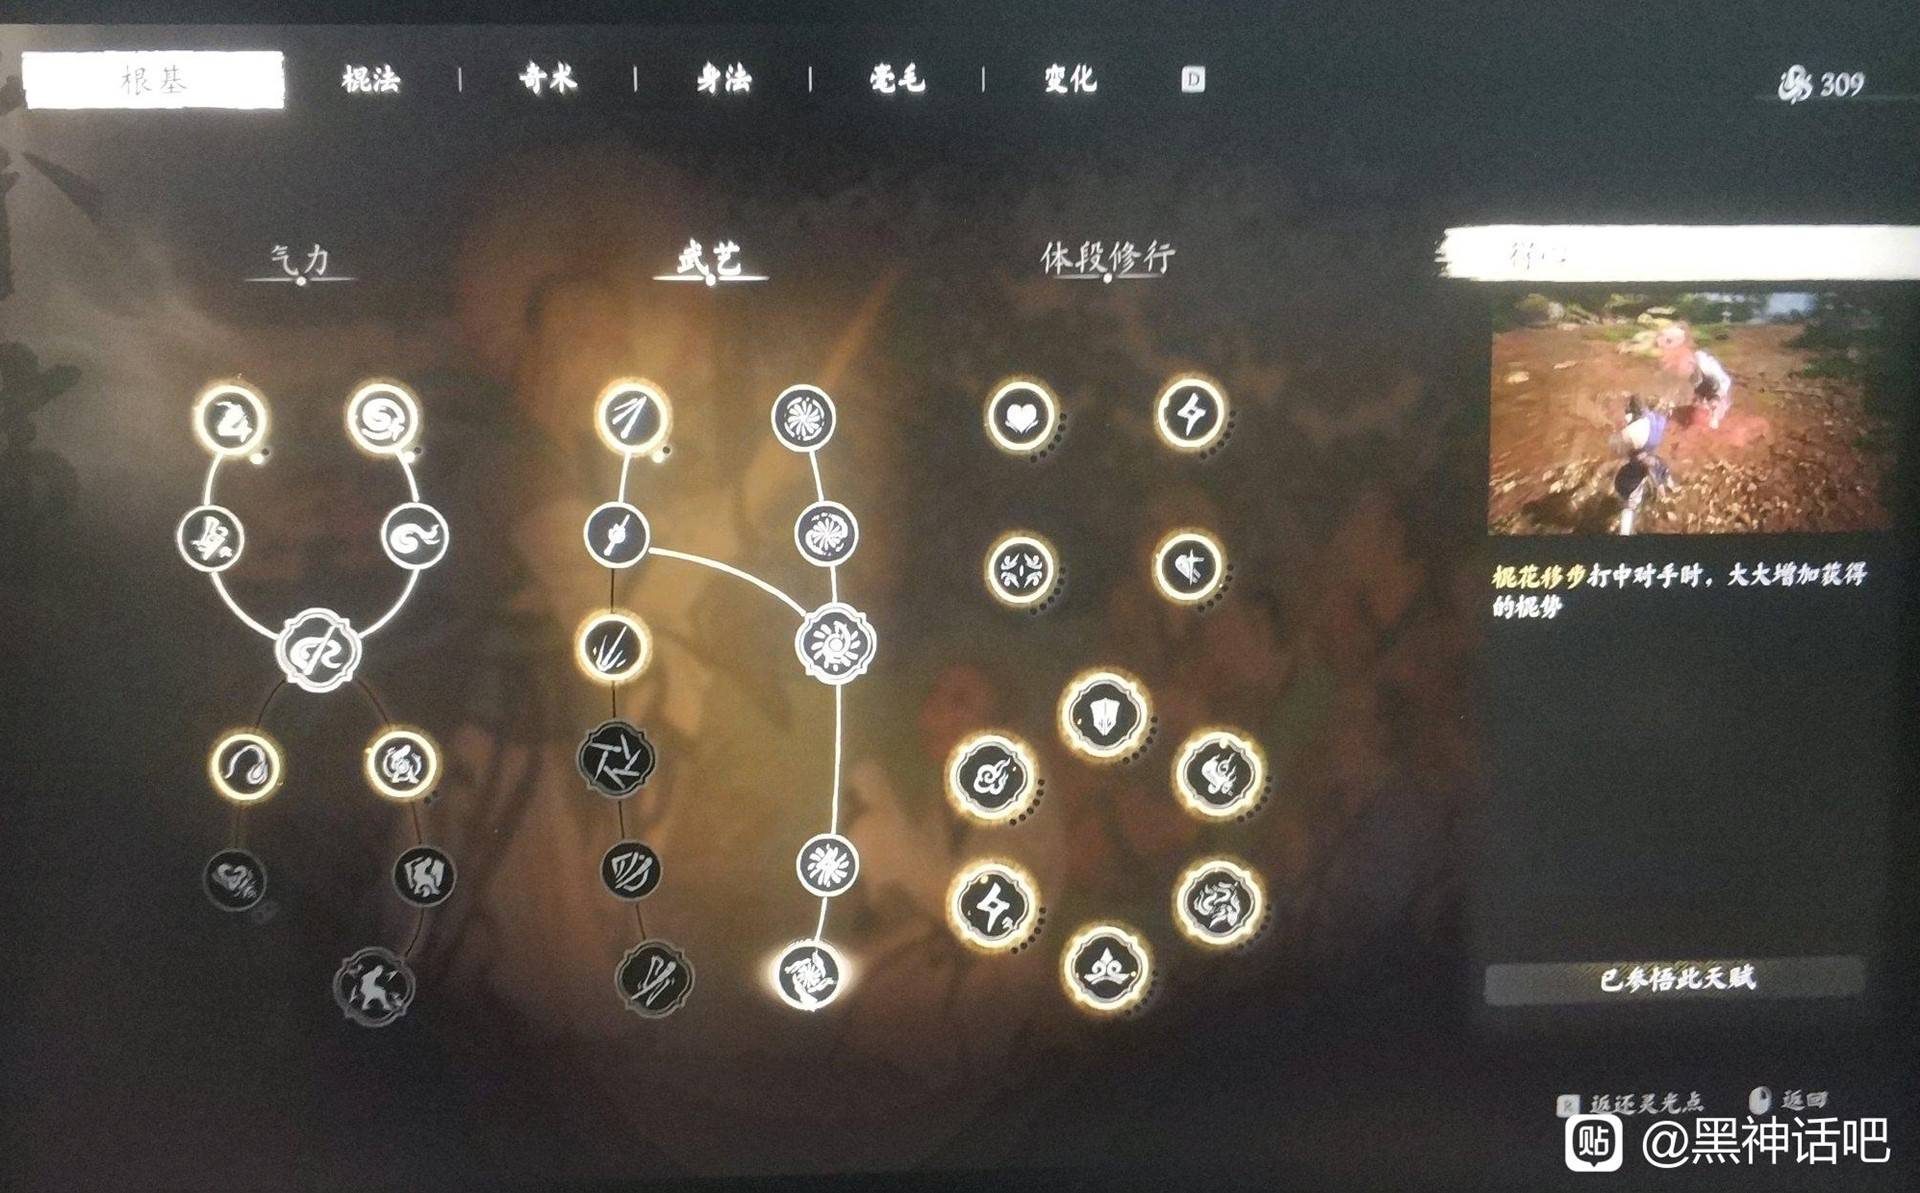 根基
棍法
奇术
身法
毫毛
变化
D
309
气力
武艺
体段修行
棍花移步打中对手时，大大增加获得
的棍势
已参悟此天赋
R 返还灵光点
返回
贴 @黑神话吧